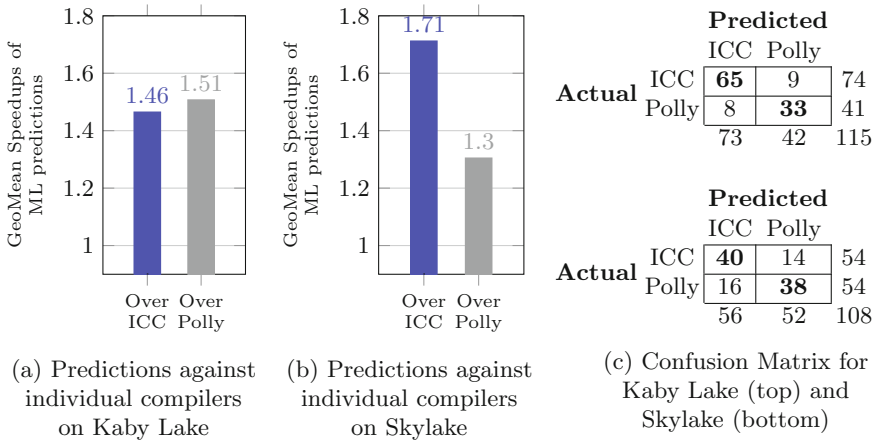 GeoMean Speedups of
ML predictions
1.8
1.6
1.4
1.2
1
1.46
1.51
Over
ICC
Over
Polly
(a) Predictions against
individual compilers
on Kaby Lake
GeoMean Speedups of
ML predictions
1.8
1.6
1.4
1.2
1
1.71
1.3
Over
ICC
Over
Polly
(b) Predictions against
individual compilers
on Skylake
Predicted
ICC Polly
Actual ICC 65 9 74
Polly 8 33 41
73 42 115
Predicted
ICC Polly
Actual ICC 40 14 54
Polly 16 38 54
56 52 108
(c) Confusion Matrix for
Kaby Lake (top) and
Skylake (bottom)